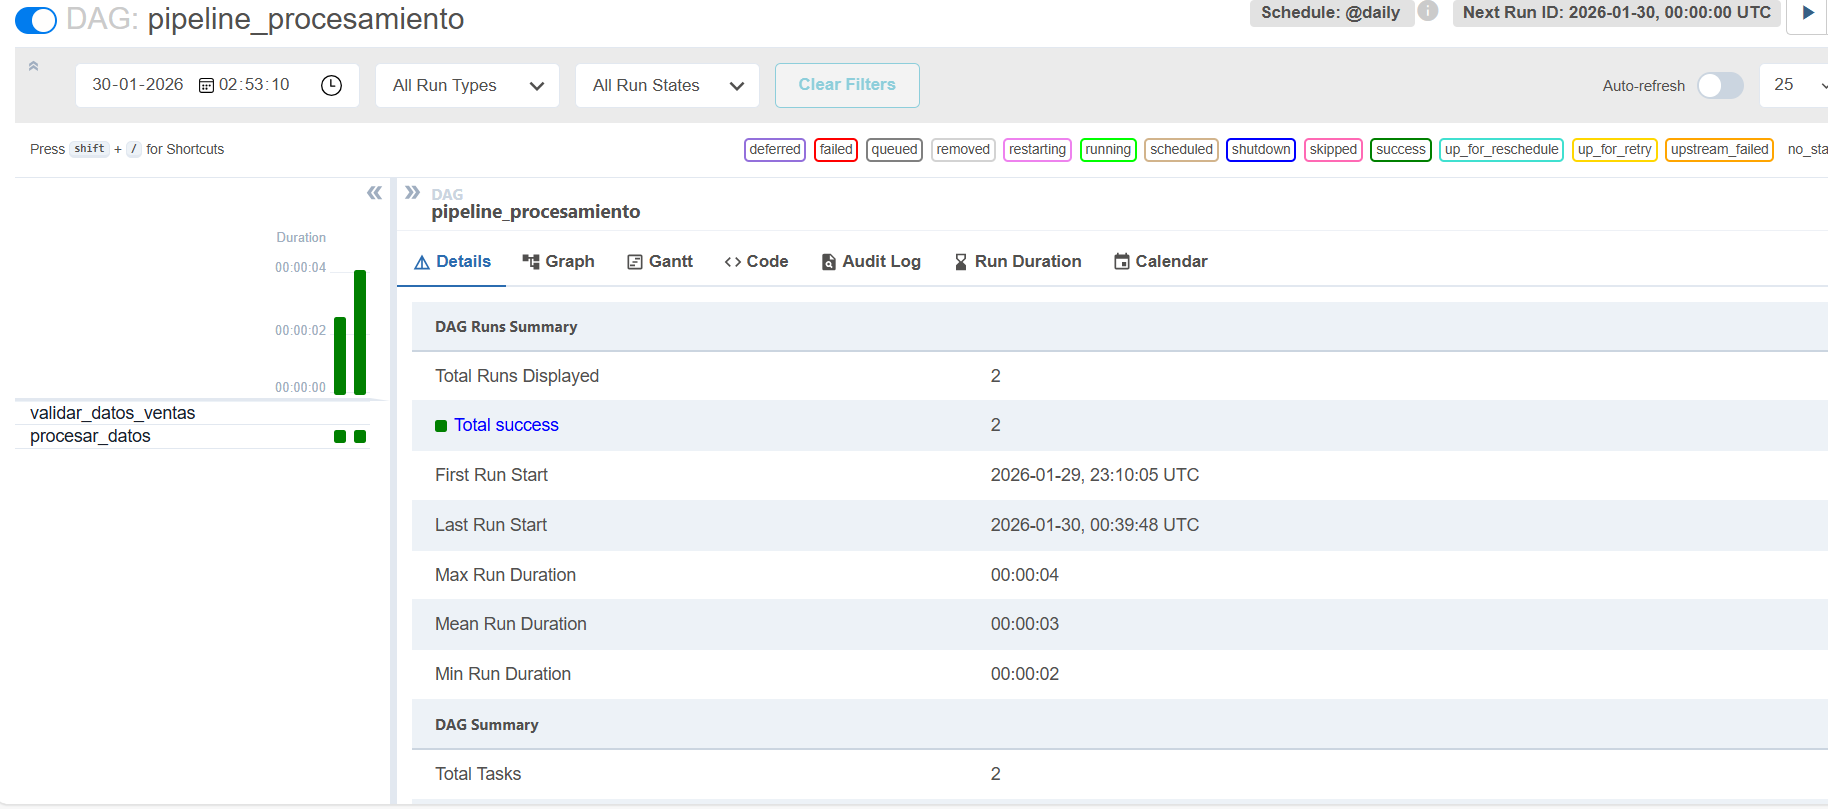 DAG: pipeline_procesamiento
Schedule: @daily
Next Run ID: 2026-01-30, 00:00:00 UTC
30-01-2026 02:53:10
All Run Types
All Run States
Clear Filters
Auto-refresh
25
Press shift + / for Shortcuts
deferred failed queued removed restarting running scheduled shutdown skipped success up_for_reschedule up_for_retry upstream_failed no_sta
DAG
pipeline_procesamiento
Duration
00:00:04
00:00:02
00:00:00
validar_datos_ventas
procesar_datos
Details Graph Gantt Code Audit Log Run Duration Calendar
DAG Runs Summary
Total Runs Displayed 2
Total success 2
First Run Start 2026-01-29, 23:10:05 UTC
Last Run Start 2026-01-30, 00:39:48 UTC
Max Run Duration 00:00:04
Mean Run Duration 00:00:03
Min Run Duration 00:00:02
DAG Summary
Total Tasks 2